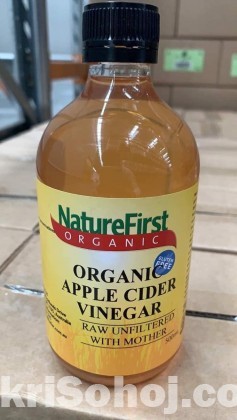 NatureFirst
ORGANIC
GLUTEN
FREE
ORGANIC
APPLE CIDER
VINEGAR
RAW UNFILTERED
WITH MOTHER
kriSohoj.co